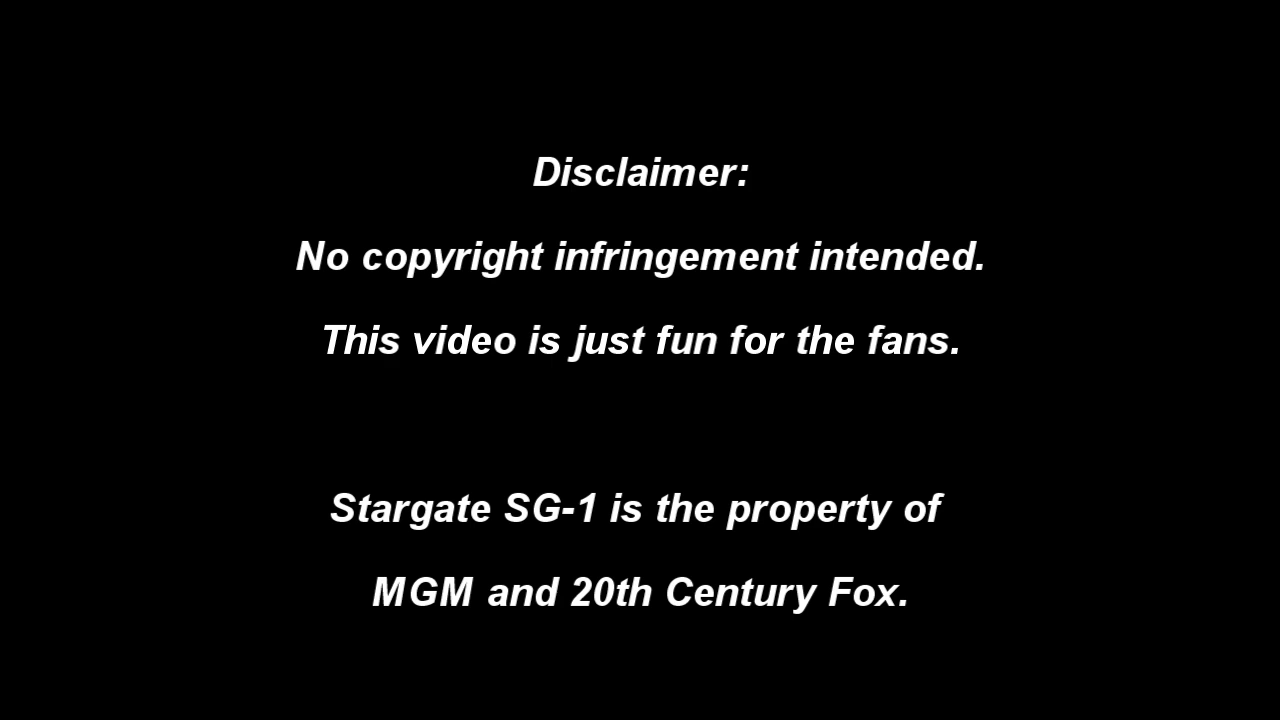 Disclaimer:
No copyright infringement intended.
This video is just fun for the fans.
Stargate SG-1 is the property of
MGM and 20th Century Fox.